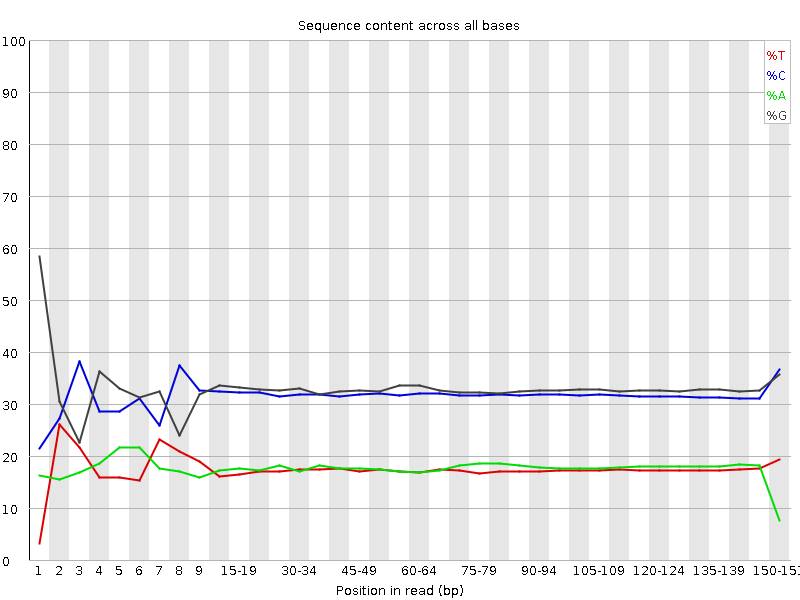 Sequence content across all bases
100
90
80
70
60
50
40
30
20
10
0
%T
%C
%A
%G
1 2 3 4 5 6 7 8 9 15-19 30-34 45-49 60-64 75-79 90-94 105-109 120-124 135-139 150-151
Position in read (bp)